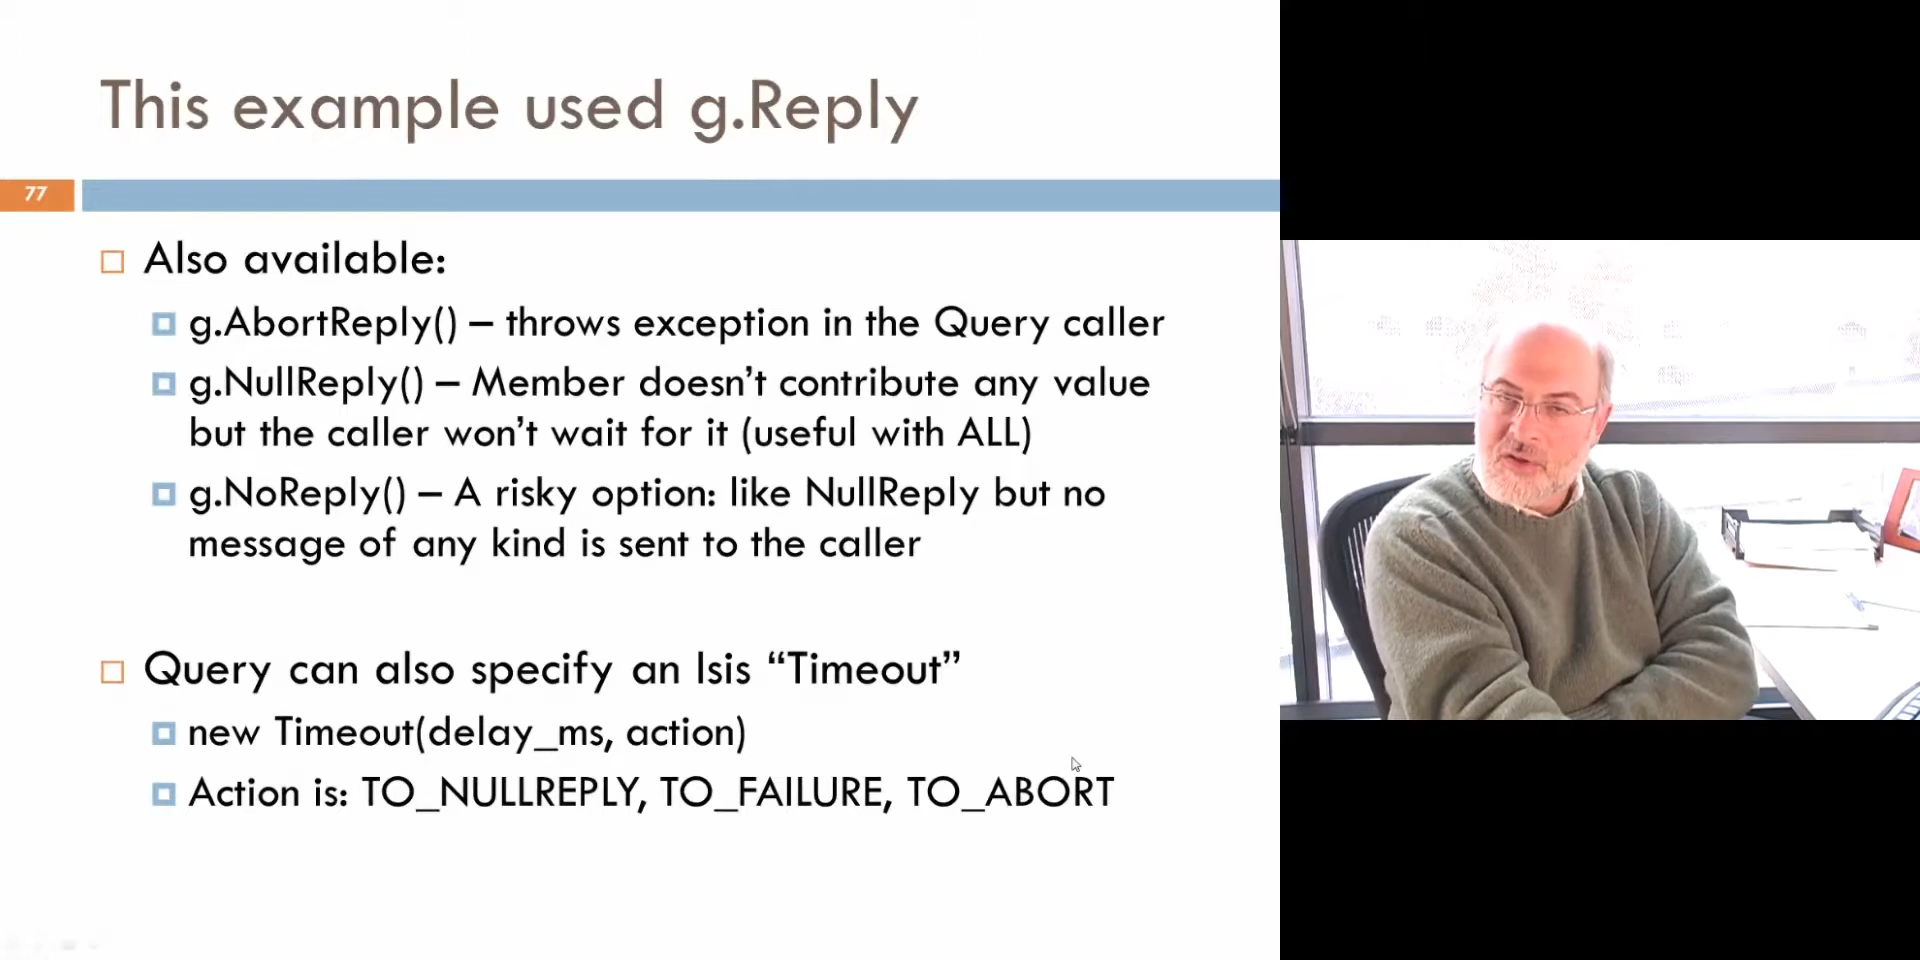 This example used g.Reply
77
Also available:
g.AbortReply() – throws exception in the Query caller
g.NullReply() – Member doesn’t contribute any value
but the caller won’t wait for it (useful with ALL)
g.NoReply() – A risky option: like NullReply but no
message of any kind is sent to the caller
Query can also specify an Isis “Timeout”
new Timeout(delay_ms, action)
Action is: TO_NULLREPLY, TO_FAILURE, TO_ABORT